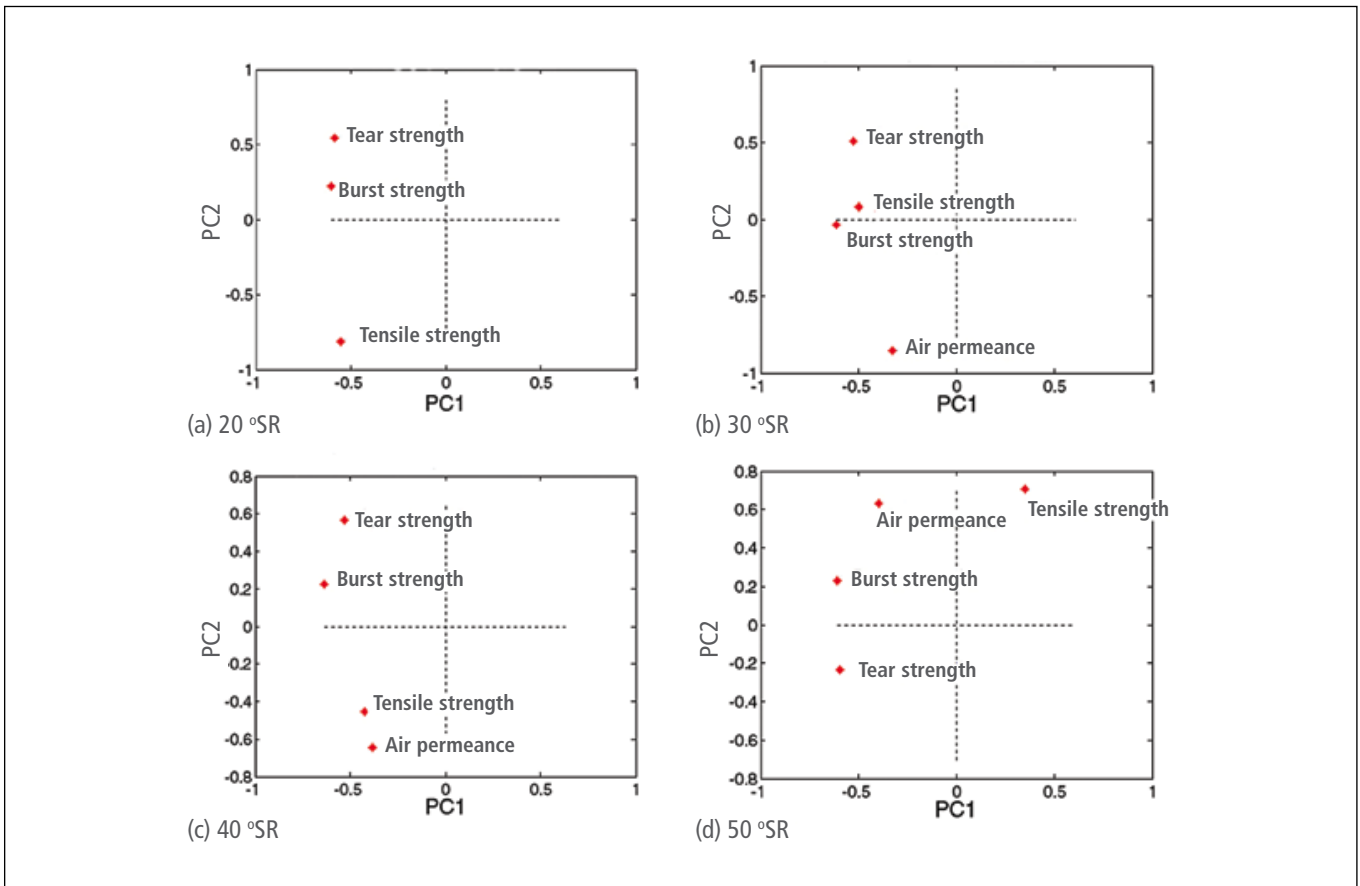 1
0.5
0
-0.5
-1
PC2
Tear strength
Burst strength
Tensile strength
-1
-0.5
0
0.5
1
PC1
(a) 20 ºSR
1
0.5
0
-0.5
-1
PC2
Tear strength
Tensile strength
Burst strength
Air permeance
-1
-0.5
0
0.5
1
PC1
(b) 30 ºSR
0.8
0.6
0.4
0.2
0
-0.2
-0.4
-0.6
-0.8
PC2
Tear strength
Burst strength
Tensile strength
Air permeance
-1
-0.5
0
0.5
1
PC1
(c) 40 ºSR
0.8
0.6
0.4
0.2
0
-0.2
-0.4
-0.6
-0.8
PC2
Air permeance
Tensile strength
Burst strength
Tear strength
-1
-0.5
0
0.5
1
PC1
(d) 50 ºSR